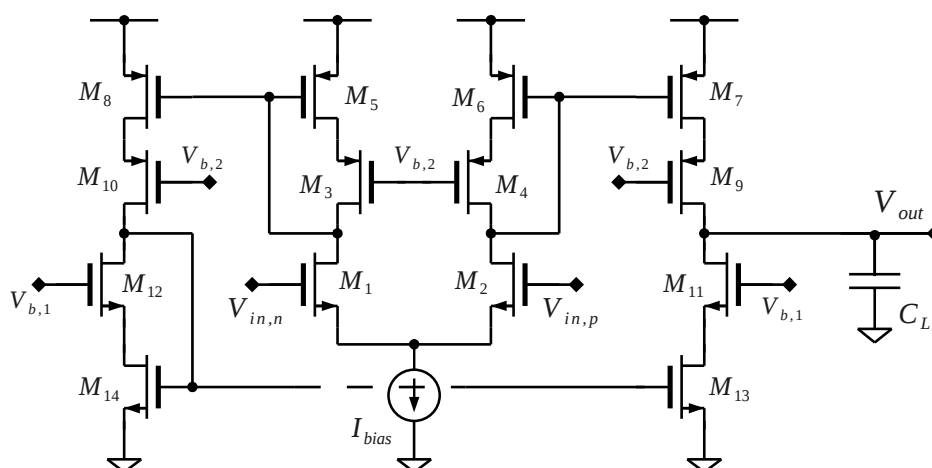 M8
M5
M6
M7
M10
Vb,2
M3
Vb,2
M4
Vb,2
M9
Vout
Vb,1
M12
Vin,n
M1
M2
Vin,p
M11
Vb,1
CL
M14
Ibias
M13